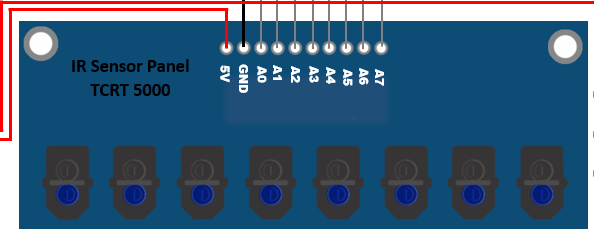 IR Sensor Panel
TCRT 5000
5V
GND
A0
A1
A2
A3
A4
A5
A6
A7